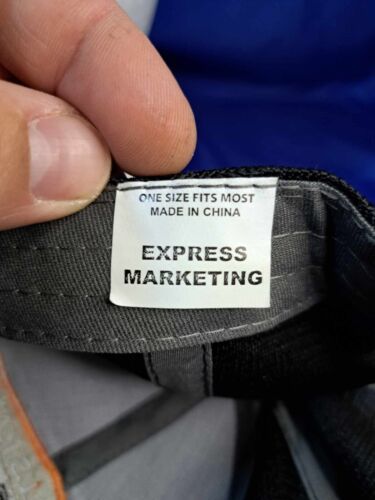 ONE SIZE FITS MOST
MADE IN CHINA
EXPRESS
MARKETING